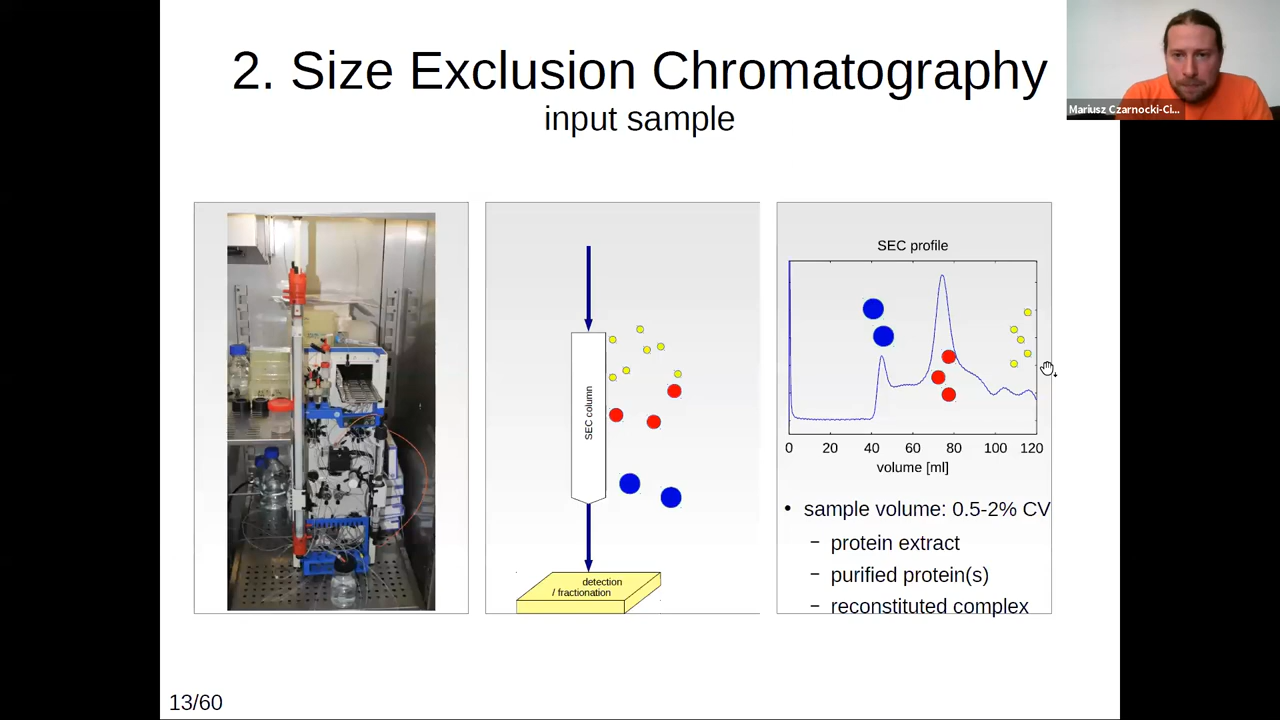 2. Size Exclusion Chromatography
input sample
Mariusz Czarnocki-Ci...
SEC column
detection
/ fractionation
SEC profile
0 20 40 60 80 100 120
volume [ml]
• sample volume: 0.5-2% CV
– protein extract
– purified protein(s)
– reconstituted complex
13/60